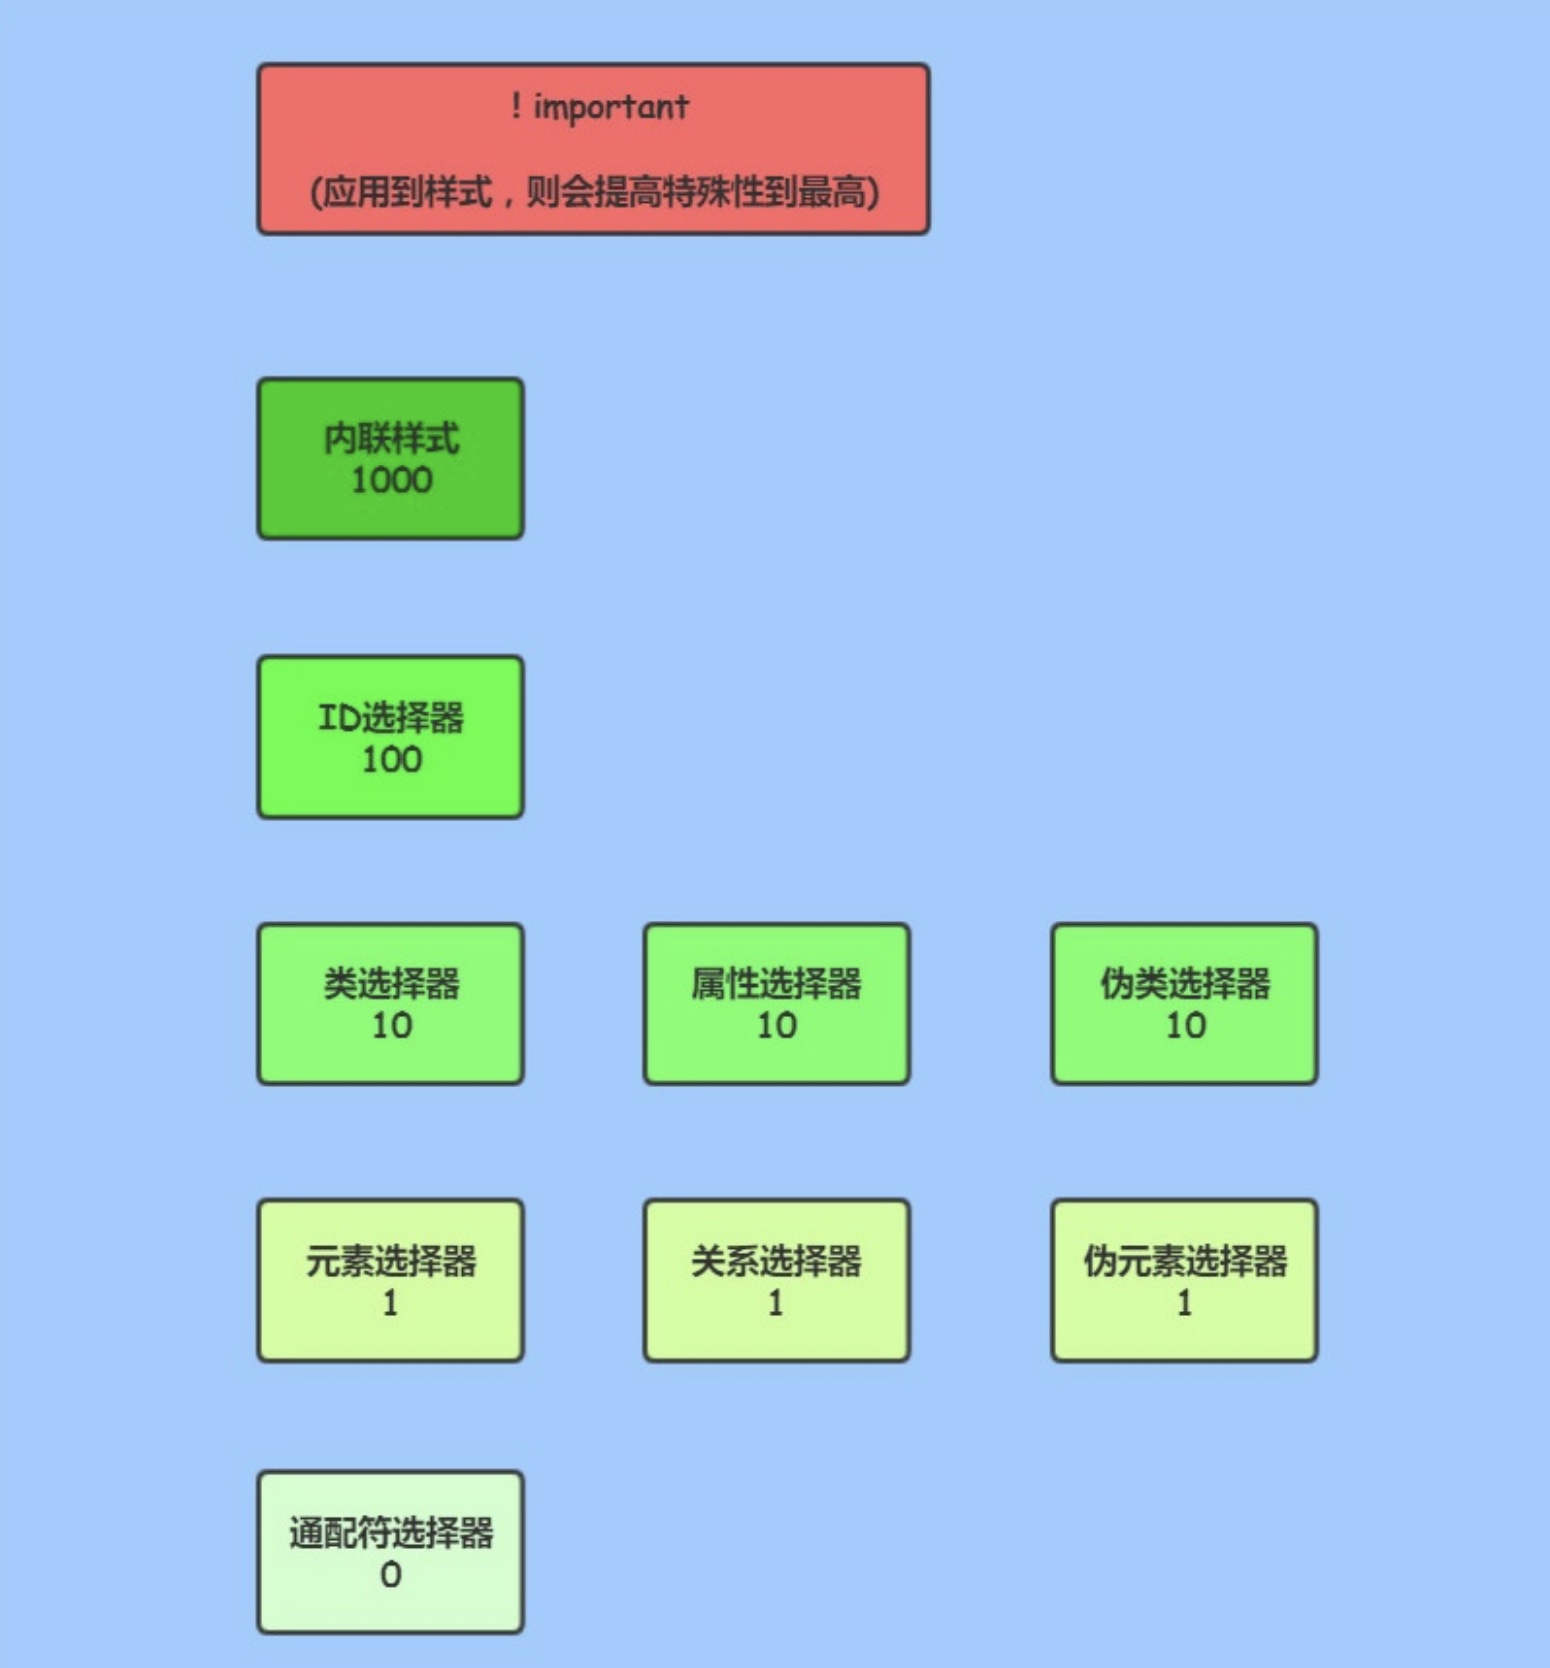 ！important
(应用到样式，则会提高特殊性到最高)
内联样式
1000
ID选择器
100
类选择器
10
属性选择器
10
伪类选择器
10
元素选择器
1
关系选择器
1
伪元素选择器
1
通配符选择器
0